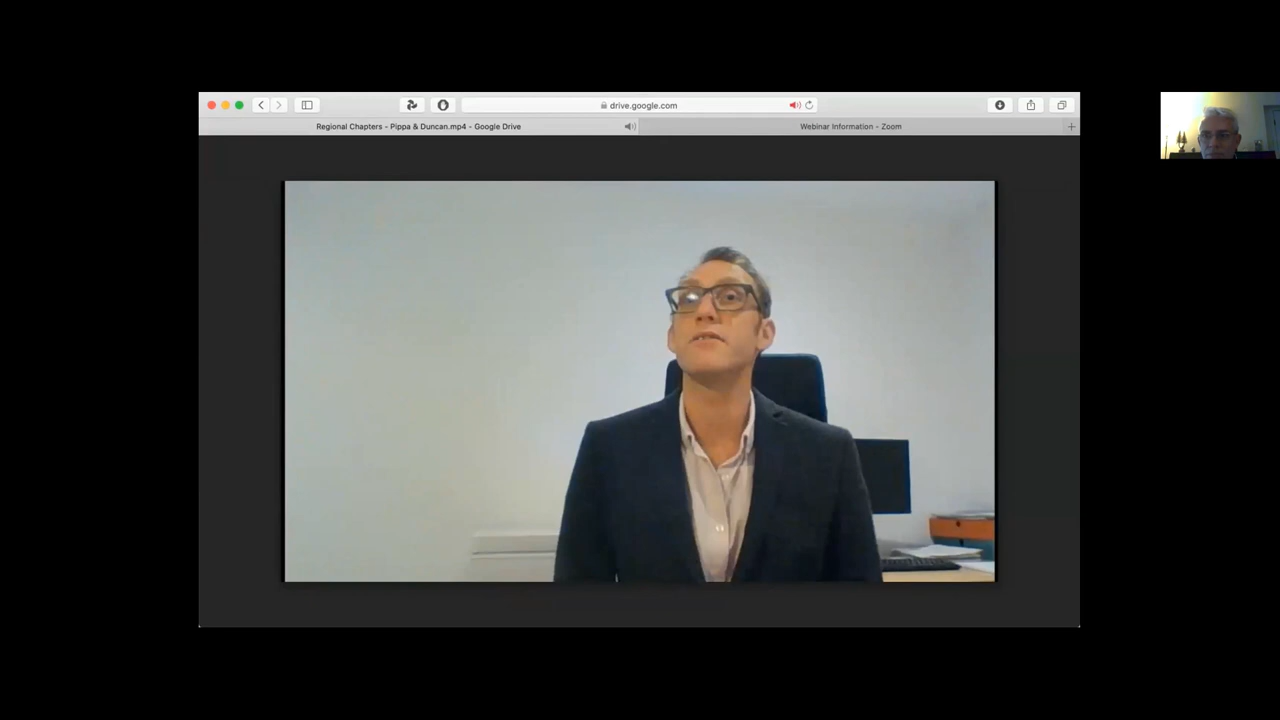 drive.google.com
Regional Chapters - Pippa & Duncan.mp4 - Google Drive
Webinar Information - Zoom